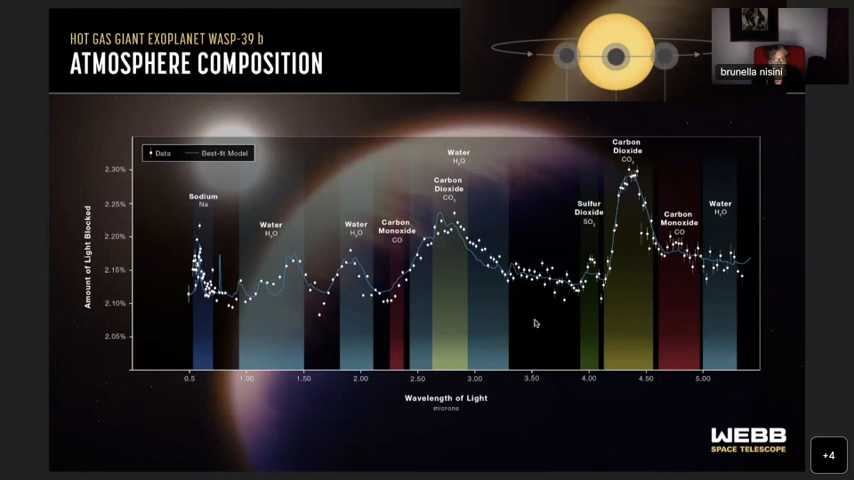 HOT GAS GIANT EXOPLANET WASP-39 b
ATMOSPHERE COMPOSITION
brunella nisini
Data
Best-fit Model
Amount of Light Blocked
2.30%
2.25%
2.20%
2.15%
2.10%
2.05%
Sodium
Na
Water
H₂O
Water
H₂O
Carbon
Monoxide
CO
Water
H₂O
Carbon
Dioxide
CO₂
Sulfur
Dioxide
SO₂
Carbon
Dioxide
CO₂
Carbon
Monoxide
CO
Water
H₂O
0.5
1.00
1.50
2.00
2.50
3.00
3.50
4.00
4.50
5.00
Wavelength of Light
microns
WEBB
SPACE TELESCOPE
+4